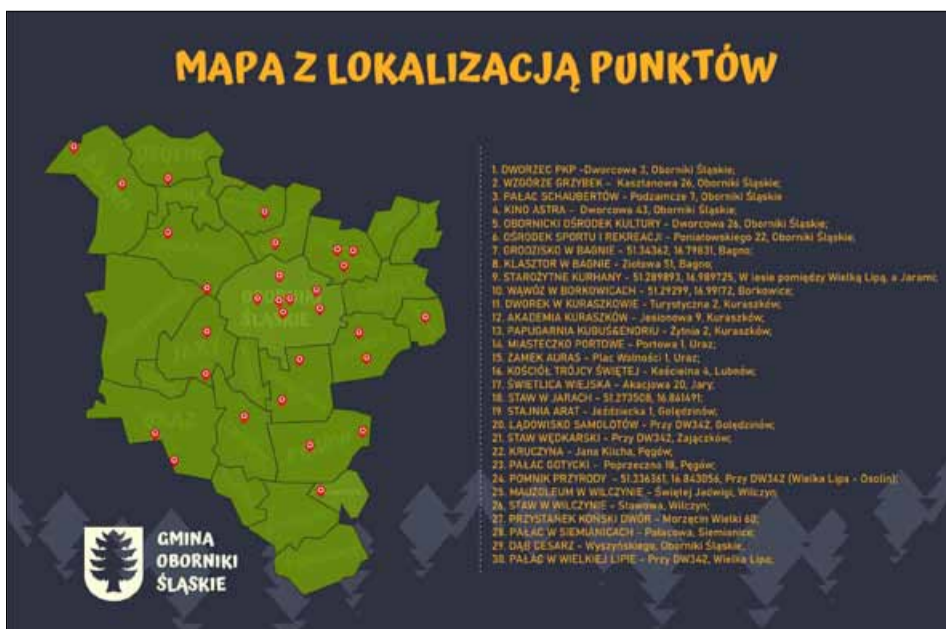 MAPA Z LOKALIZACJĄ PUNKTÓW
OBORNIKI
ŚLĄSKIE
1. DWORZEC PKP -Dworcowa 3, Oborniki Śląskie;
2. WZGÓRZE GRZYBEK - Kasztanowa 26, Oborniki Śląskie;
3. PAŁAC SCHAUBERTÓW - Podzamcze 7, Oborniki Śląskie
4. KINO ASTRA - Dworcowa 43, Oborniki Śląskie;
5. OBORNICKI OŚRODEK KULTURY - Dworcowa 26, Oborniki Śląskie;
6. OŚRODEK SPORTU I REKREACJI - Poniatowskiego 22, Oborniki Śląskie;
7. GRODZISKO W BAGNIE - 51.34362, 16.79831, Bagno;
8. KLASZTOR W BAGNIE - Ziołowa 51, Bagno;
9. STAROŻYTNE KURHANY - 51.289893, 16.989725, W lesie pomiędzy Wielką Lipą, a Jarami;
10. WĄWÓZ W BORKOWICACH - 51.29299, 16.99172, Borkowice;
11. DWOREK W KURASZKOWIE - Turystyczna 2, Kuraszków;
12. AKADEMIA KURASZKÓW - Jesionowa 9, Kuraszków;
13. PAPUGARNIA KUBUŚ&ENDRIU - Żytnia 2, Kuraszków;
14. MIASTECZKO PORTOWE - Portowa 1, Uraz;
15. ZAMEK AURAS - Plac Wolności 1, Uraz;
16. KOŚCIÓŁ TRÓJCY ŚWIĘTEJ - Kościelna 4, Lubnów;
17. ŚWIETLICA WIEJSKA - Akacjowa 20, Jary;
18. STAW W JARACH - 51.273508, 16.861491;
19. STAJNIA ARAT - Jeździecka 1, Golędzinów;
20. LĄDOWISKO SAMOLOTÓW - Przy DW342, Golędzinów;
21. STAW WĘDKARSKI - Przy DW342, Zajączków;
22. KRUCZYNA - Jana Kilcha, Pęgów;
23. PAŁAC GOTYCKI - Poprzeczna 18, Pęgów;
24. POMNIK PRZYRODY - 51.336361, 16.843056, Przy DW342 (Wielka Lipa - Osolin);
25. MAUZOLEUM W WILCZYNIE - Świętej Jadwigi, Wilczyn;
26. STAW W WILCZYNIE - Stawowa, Wilczyn;
27. PRZYSTANEK KOŃSKI DWÓR - Morzęcin Wielki 60;
28. PAŁAC W SIEMIANICACH - Pałacowa, Siemianice;
29. DĄB CESARZ - Wyszyńskiego, Oborniki Śląskie,
30. PAŁAC W WIELKIEJ LIPIE - Przy DW342, Wielka Lipa;
GMINA
OBORNIKI
ŚLĄSKIE